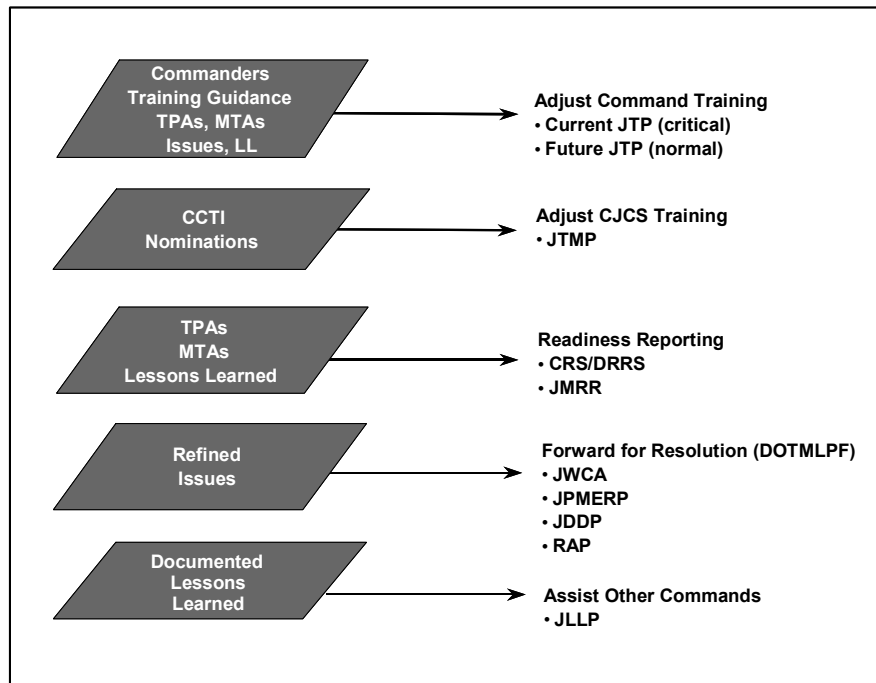 Commanders
Training Guidance
TPAs, MTAs
Issues, LL
Adjust Command Training
• Current JTP (critical)
• Future JTP (normal)
CCTI
Nominations
Adjust CJCS Training
• JTMP
TPAs
MTAs
Lessons Learned
Readiness Reporting
• CRS/DRRS
• JMRR
Refined
Issues
Forward for Resolution (DOTMLPF)
• JWCA
• JPMERP
• JDDP
• RAP
Documented
Lessons
Learned
Assist Other Commands
• JLLP